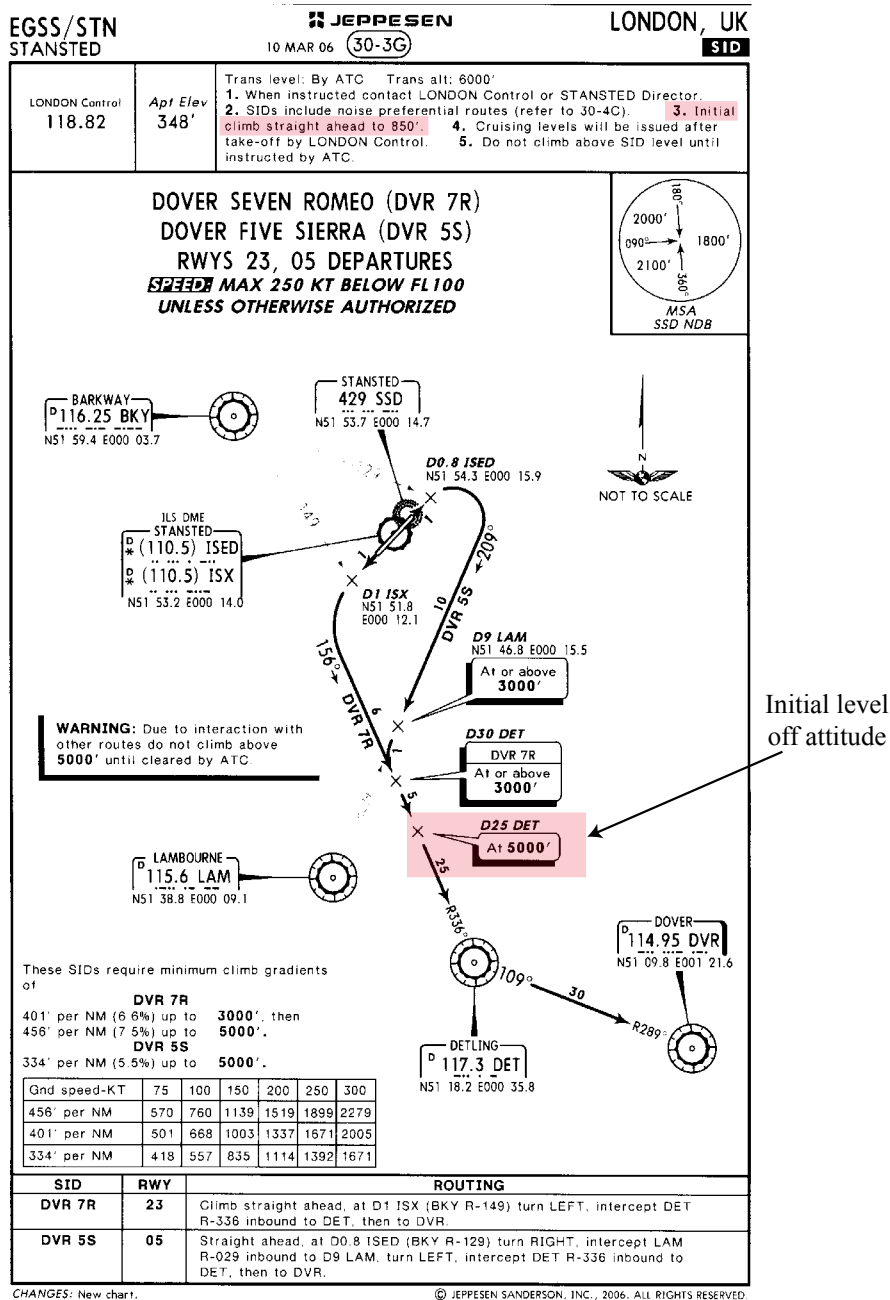 EGSS/STN
STANSTED
JEPPESEN
10 MAR 06 30-3G
LONDON, UK
SID
LONDON Control
118.82
Apt Elev
348'
Trans level: By ATC Trans alt: 6000'
1. When instructed contact LONDON Control or STANSTED Director.
2. SIDs include noise preferential routes (refer to 30-4C). 3. Initial
climb straight ahead to 850'. 4. Cruising levels will be issued after
take-off by LONDON Control. 5. Do not climb above SID level until
instructed by ATC.
DOVER SEVEN ROMEO (DVR 7R)
DOVER FIVE SIERRA (DVR 5S)
RWYS 23, 05 DEPARTURES
SPEED: MAX 250 KT BELOW FL100
UNLESS OTHERWISE AUTHORIZED
180°
2000'
090°
1800'
2100'
360°
MSA
SSD NDB
BARKWAY
D 116.25 BKY
N51 59.4 E000 03.7
STANSTED
429 SSD
N51 53.7 E000 14.7
D0.8 ISED
N51 54.3 E000 15.9
N
NOT TO SCALE
129
149
ILS DME
STANSTED
D * (110.5) ISED
D * (110.5) ISX
N51 53.2 E000 14.0
1
1
D1 ISX
N51 51.8
E000 12.1
209°
10
DVR 5S
D9 LAM
N51 46.8 E000 15.5
At or above
3000'
156°
6
DVR 7R
1
WARNING: Due to interaction with
other routes do not climb above
5000' until cleared by ATC.
D30 DET
DVR 7R
At or above
3000'
5
Initial level
off attitude
D25 DET
At 5000'
LAMBOURNE
D 115.6 LAM
N51 38.8 E000 09.1
25
R336°
DOVER
D 114.95 DVR
N51 09.8 E001 21.6
109°
30
R289°
DETLING
D 117.3 DET
N51 18.2 E000 35.8
These SIDs require minimum climb gradients
of
DVR 7R
401' per NM (6.6%) up to 3000', then
456' per NM (7.5%) up to 5000'.
DVR 5S
334' per NM (5.5%) up to 5000'.
Gnd speed-KT 75 100 150 200 250 300
456' per NM 570 760 1139 1519 1899 2279
401' per NM 501 668 1003 1337 1671 2005
334' per NM 418 557 835 1114 1392 1671
SID RWY ROUTING
DVR 7R 23 Climb straight ahead, at D1 ISX (BKY R-149) turn LEFT, intercept DET
R-336 inbound to DET, then to DVR.
DVR 5S 05 Straight ahead, at D0.8 ISED (BKY R-129) turn RIGHT, intercept LAM
R-029 inbound to D9 LAM, turn LEFT, intercept DET R-336 inbound to
DET, then to DVR.
CHANGES: New chart.
© JEPPESEN SANDERSON, INC., 2006. ALL RIGHTS RESERVED.